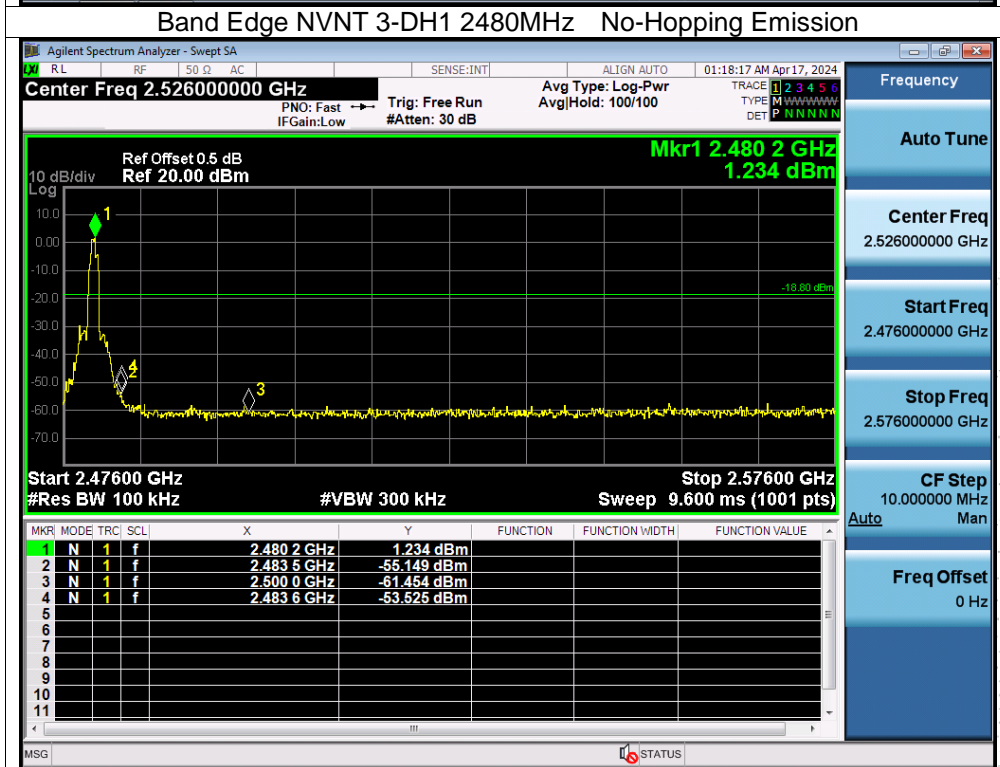 Band Edge NVNT 3-DH1 2480MHz No-Hopping Emission
Agilent Spectrum Analyzer - Swept SA
LXI RL RF 50 Ω AC SENSE:INT ALIGN AUTO 01:18:17 AM Apr 17, 2024
Center Freq 2.526000000 GHz
PNO: Fast
IFGain:Low
Trig: Free Run
#Atten: 30 dB
Avg Type: Log-Pwr
Avg|Hold: 100/100
TRACE 1 2 3 4 5 6
TYPE M W W W W W
DET P N N N N N
Mkr1 2.480 2 GHz
1.234 dBm
Ref Offset 0.5 dB
10 dB/div Ref 20.00 dBm
Log
10.0
0.00
-10.0
-20.0
-30.0
-40.0
-50.0
-60.0
-70.0
1
-18.80 dBm
4
2
3
Start 2.47600 GHz Stop 2.57600 GHz
#Res BW 100 kHz #VBW 300 kHz Sweep 9.600 ms (1001 pts)
MKR MODE TRC SCL X Y FUNCTION FUNCTION WIDTH FUNCTION VALUE
1 N 1 f 2.480 2 GHz 1.234 dBm
2 N 1 f 2.483 5 GHz -55.149 dBm
3 N 1 f 2.500 0 GHz -61.454 dBm
4 N 1 f 2.483 6 GHz -53.525 dBm
5
6
7
8
9
10
11
MSG STATUS
Frequency
Auto Tune
Center Freq
2.526000000 GHz
Start Freq
2.476000000 GHz
Stop Freq
2.576000000 GHz
CF Step
10.000000 MHz
Auto Man
Freq Offset
0 Hz